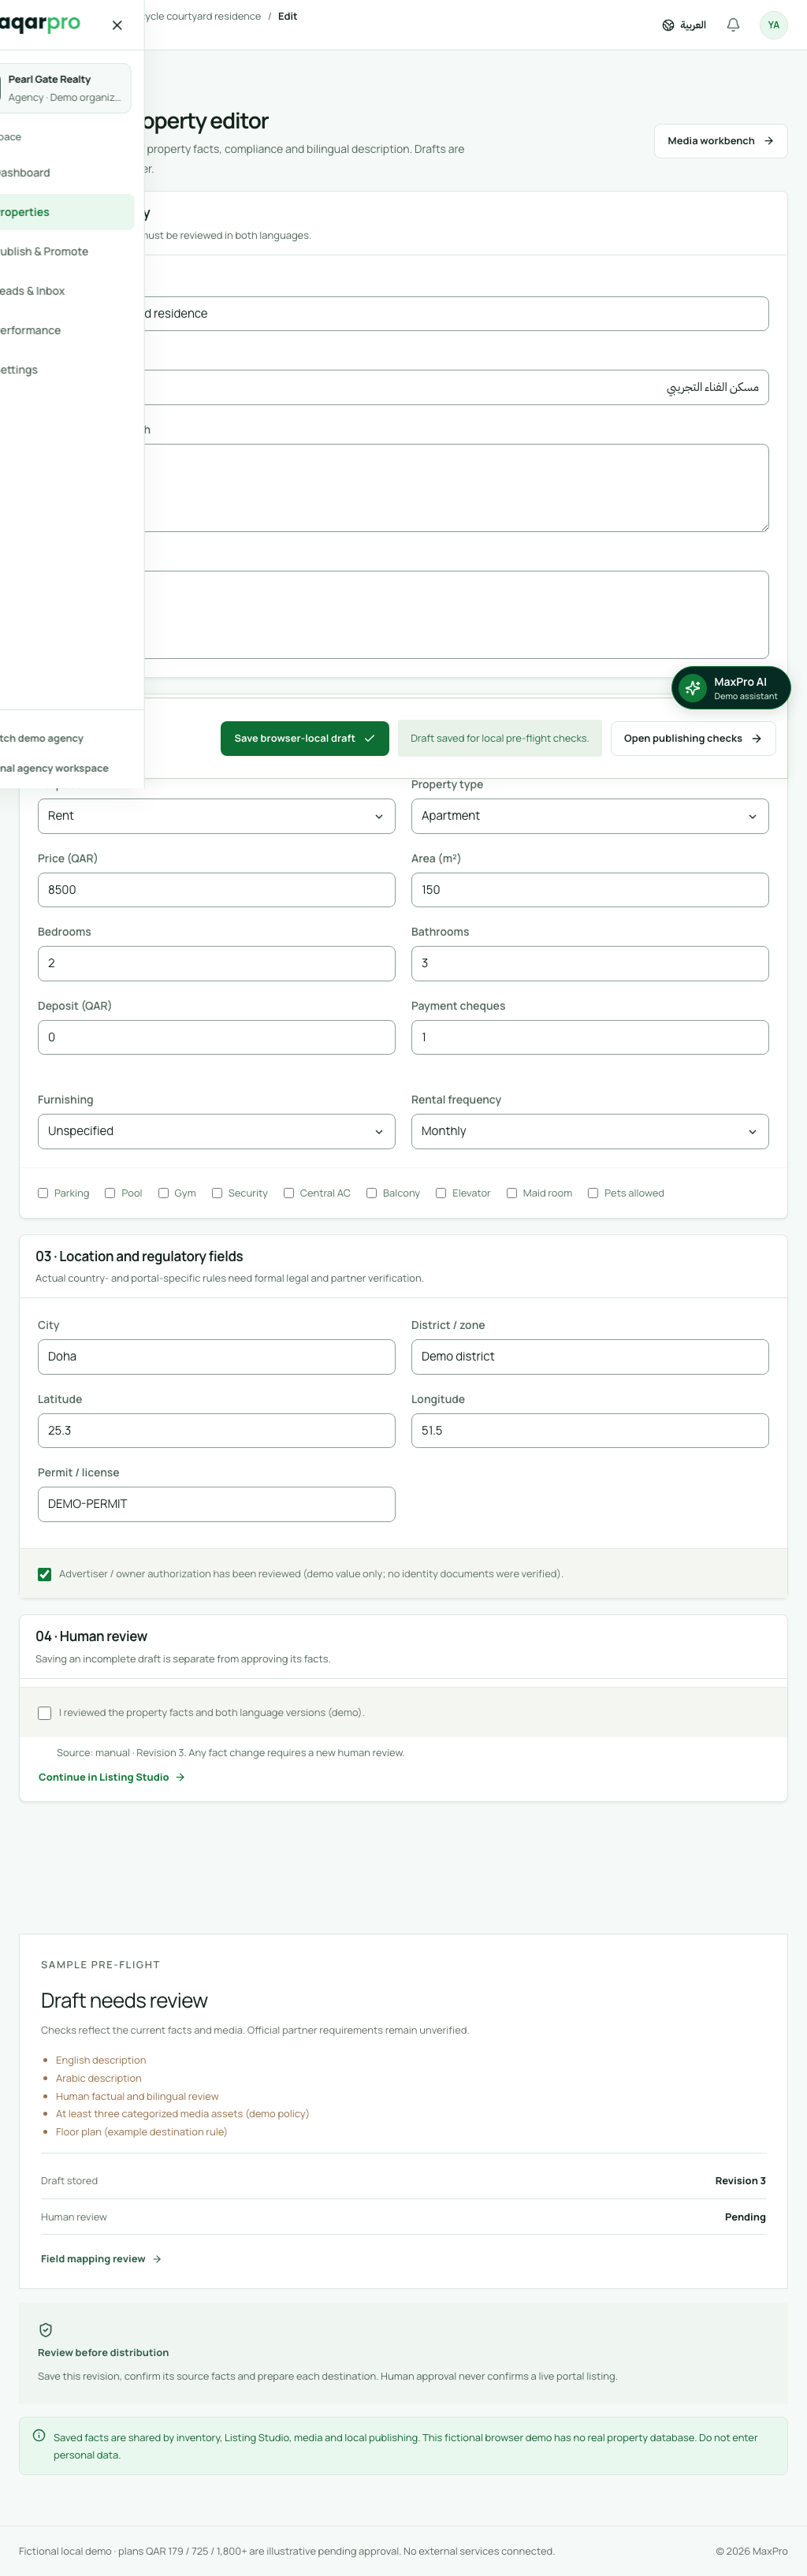 aqarpro
Pearl Gate Realty
Agency · Demo organiz...
Properties
Publish & Promote
Leads & Inbox
Performance
Settings
Switch demo agency
agency workspace
cycle courtyard residence / Edit
العربية
YA
property editor
property facts, compliance and bilingual description. Drafts are
Media workbench
must be reviewed in both languages.
residence
مسكن الفناء التجريبي
MaxPro AI
Demo assistant
Save browser-local draft
Draft saved for local pre-flight checks.
Open publishing checks
Property type
Rent
Apartment
Price (QAR)
Area (m²)
8500
150
Bedrooms
Bathrooms
2
3
Deposit (QAR)
Payment cheques
0
1
Furnishing
Rental frequency
Unspecified
Monthly
Parking
Pool
Gym
Security
Central AC
Balcony
Elevator
Maid room
Pets allowed
03 · Location and regulatory fields
Actual country- and portal-specific rules need formal legal and partner verification.
City
District / zone
Doha
Demo district
Latitude
Longitude
25.3
51.5
Permit / license
DEMO-PERMIT
Advertiser / owner authorization has been reviewed (demo value only; no identity documents were verified).
04 · Human review
Saving an incomplete draft is separate from approving its facts.
I reviewed the property facts and both language versions (demo).
Source: manual · Revision 3. Any fact change requires a new human review.
Continue in Listing Studio
SAMPLE PRE-FLIGHT
Draft needs review
Checks reflect the current facts and media. Official partner requirements remain unverified.
English description
Arabic description
Human factual and bilingual review
At least three categorized media assets (demo policy)
Floor plan (example destination rule)
Draft stored
Revision 3
Human review
Pending
Field mapping review
Review before distribution
Save this revision, confirm its source facts and prepare each destination. Human approval never confirms a live portal listing.
Saved facts are shared by inventory, Listing Studio, media and local publishing. This fictional browser demo has no real property database. Do not enter
personal data.
Fictional local demo · plans QAR 179 / 725 / 1,800+ are illustrative pending approval. No external services connected.
© 2026 MaxPro